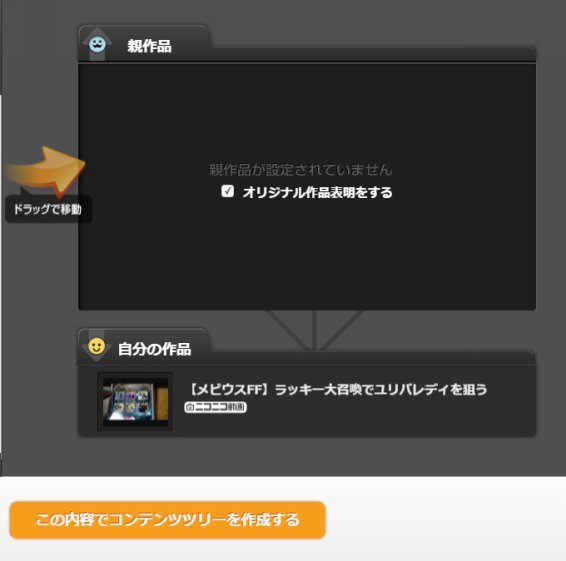 親作品
親作品が設定されていません
オリジナル作品表明をする
ドラッグで移動
自分の作品
【メビウスFF】ラッキー大召喚でユリパレディを狙う
ニコニコ動画
この内容でコンテンツツリーを作成する